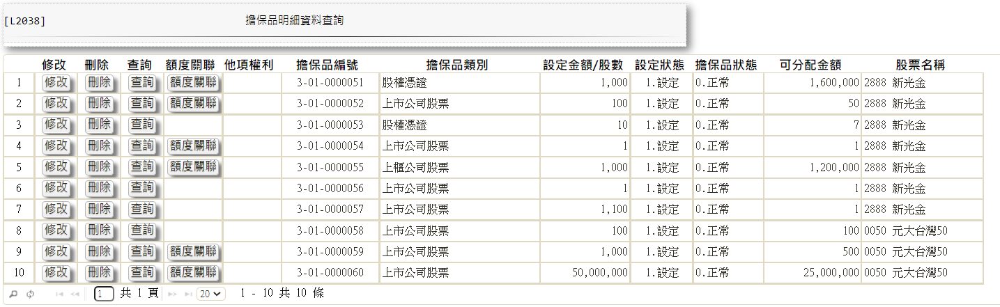 [L2038] 擔保品明細資料查詢
修改 刪除 查詢 額度關聯 他項權利 擔保品編號 擔保品類別 設定金額/股數 設定狀態 擔保品狀態 可分配金額 股票名稱
1 修改 刪除 查詢 額度關聯 3-01-0000051 股權憑證 1,000 1.設定 0.正常 1,600,000 2888 新光金
2 修改 刪除 查詢 額度關聯 3-01-0000052 上市公司股票 100 1.設定 0.正常 50 2888 新光金
3 修改 刪除 查詢 3-01-0000053 股權憑證 10 1.設定 0.正常 7 2888 新光金
4 修改 刪除 查詢 額度關聯 3-01-0000054 上市公司股票 1 1.設定 0.正常 1 2888 新光金
5 修改 刪除 查詢 額度關聯 3-01-0000055 上櫃公司股票 1,000 1.設定 0.正常 1,200,000 2888 新光金
6 修改 刪除 查詢 3-01-0000056 上市公司股票 1 1.設定 0.正常 1 2888 新光金
7 修改 刪除 查詢 3-01-0000057 上市公司股票 1,100 1.設定 0.正常 1 2888 新光金
8 修改 刪除 查詢 3-01-0000058 上市公司股票 100 1.設定 0.正常 100 0050 元大台灣50
9 修改 刪除 查詢 額度關聯 3-01-0000059 上市公司股票 1,000 1.設定 0.正常 500 0050 元大台灣50
10 修改 刪除 查詢 額度關聯 3-01-0000060 上市公司股票 50,000,000 1.設定 0.正常 25,000,000 0050 元大台灣50
1 共 1 頁 20 1 - 10 共 10 條